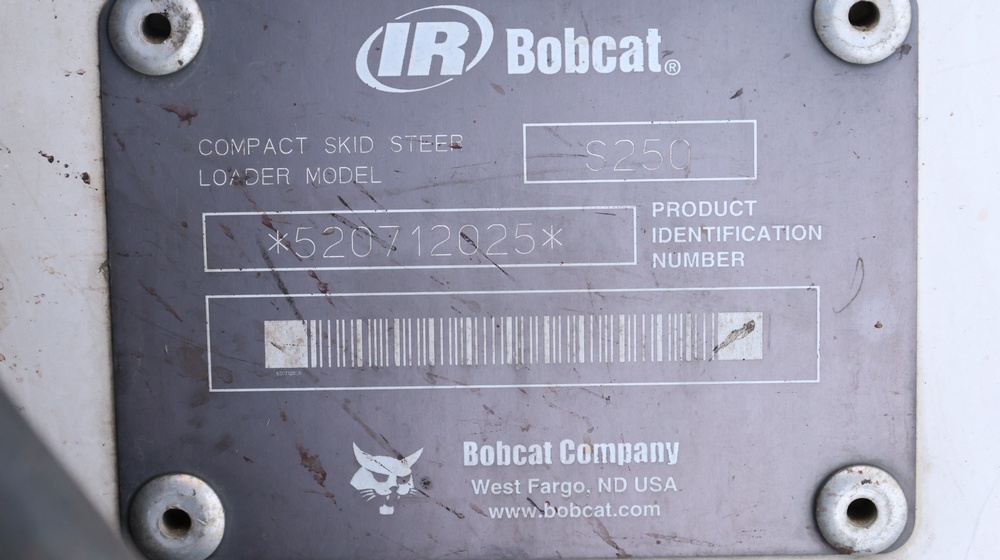 IR Bobcat®
COMPACT SKID STEER
LOADER MODEL
S250
*520712025*
PRODUCT
IDENTIFICATION
NUMBER
Bobcat Company
West Fargo, ND USA
www.bobcat.com